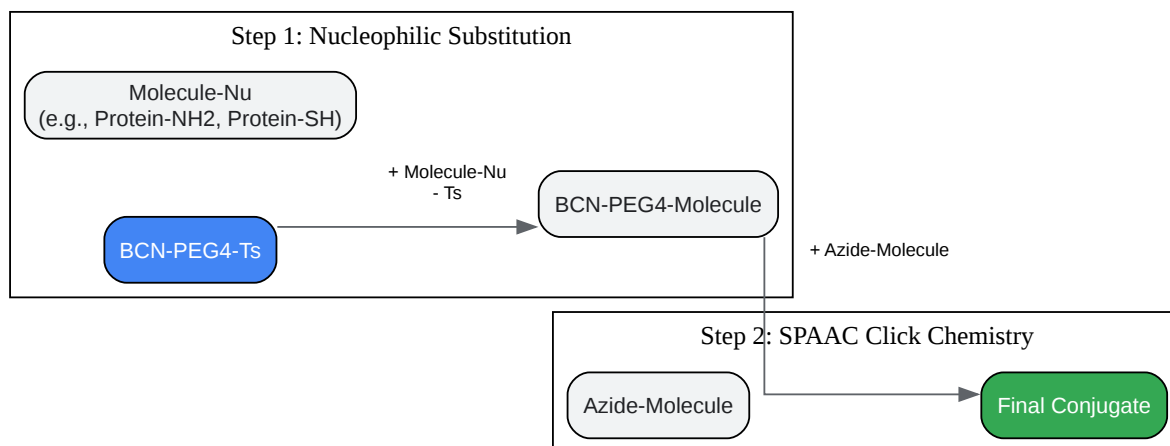 Step 1: Nucleophilic Substitution
Molecule-Nu
(e.g., Protein-NH2, Protein-SH)
+ Molecule-Nu
- Ts
BCN-PEG4-Molecule
BCN-PEG4-Ts
+ Azide-Molecule
Step 2: SPAAC Click Chemistry
Azide-Molecule
Final Conjugate